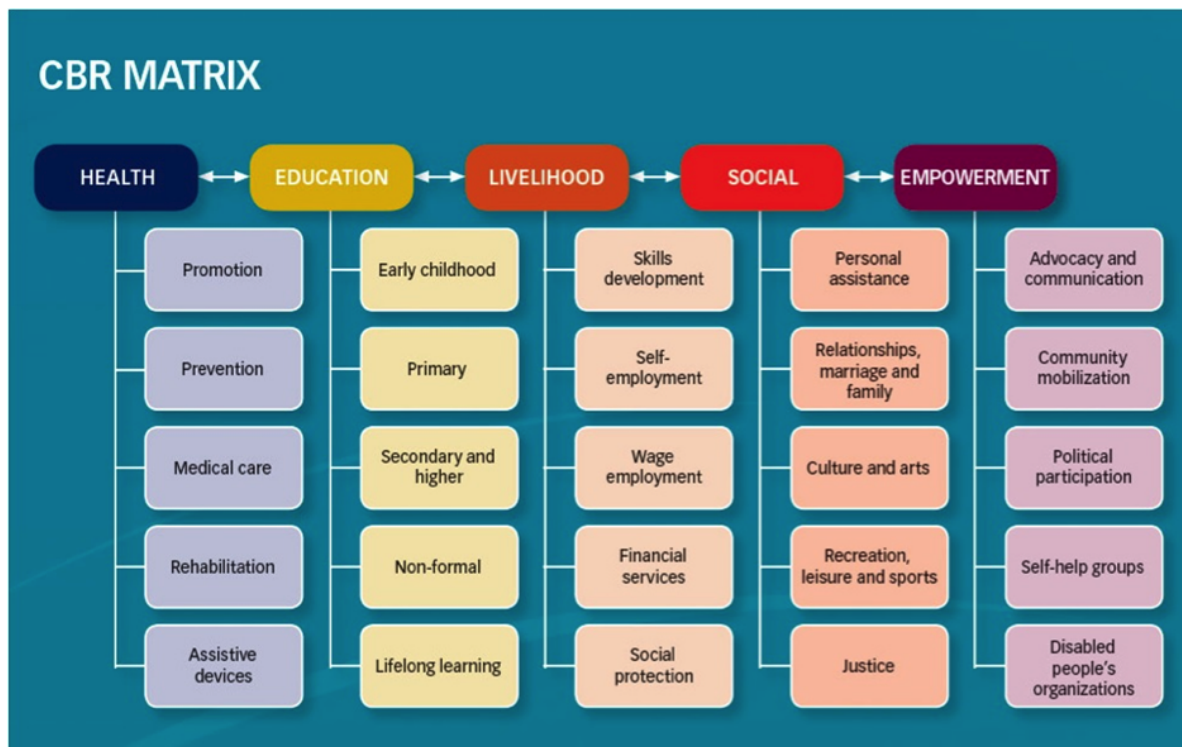 CBR MATRIX
HEALTH
EDUCATION
LIVELIHOOD
SOCIAL
EMPOWERMENT
Promotion
Prevention
Medical care
Rehabilitation
Assistive
devices
Early childhood
Primary
Secondary and
higher
Non-formal
Lifelong learning
Skills
development
Self-
employment
Wage
employment
Financial
services
Social
protection
Personal
assistance
Relationships,
marriage and
family
Culture and arts
Recreation,
leisure and sports
Justice
Advocacy and
communication
Community
mobilization
Political
participation
Self-help groups
Disabled
people's
organizations